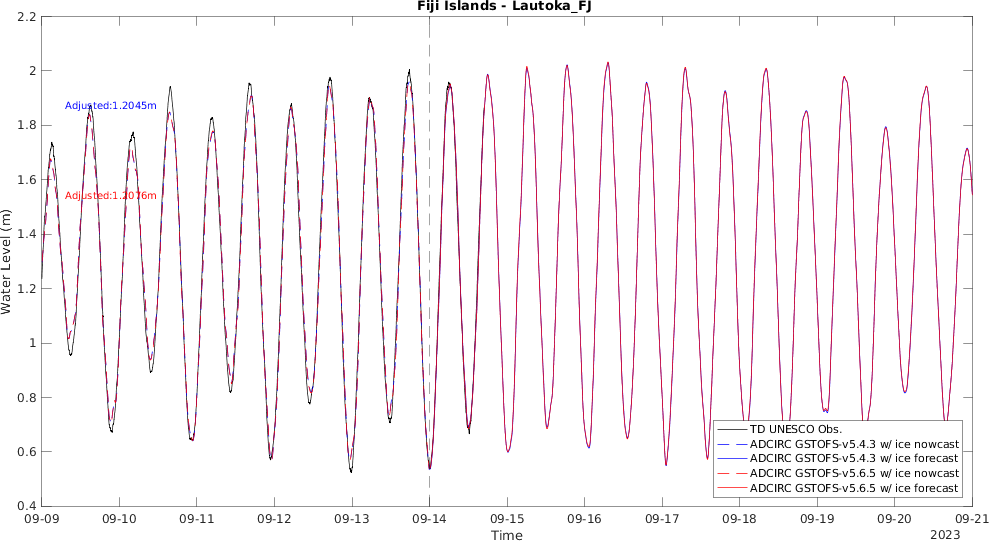 Fiji Islands - Lautoka_FJ
2.2
2
1.8
1.6
1.4
1.2
1
0.8
0.6
0.4
Water Level (m)
Adjusted:1.2045m
Adjusted:1.2076m
TD UNESCO Obs.
ADCIRC GSTOFS-v5.4.3 w/ ice nowcast
ADCIRC GSTOFS-v5.4.3 w/ ice forecast
ADCIRC GSTOFS-v5.6.5 w/ ice nowcast
ADCIRC GSTOFS-v5.6.5 w/ ice forecast
09-09 09-10 09-11 09-12 09-13 09-14 09-15 09-16 09-17 09-18 09-19 09-20 09-21
Time
2023